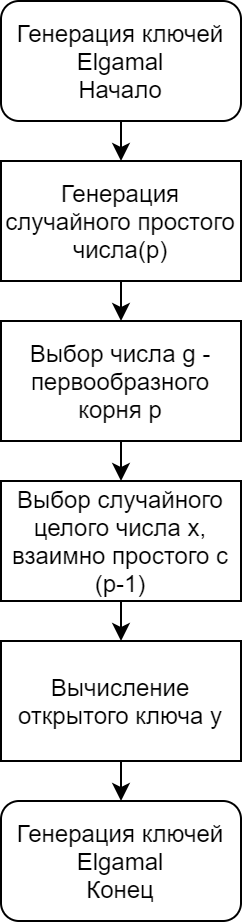 Генерация ключей
Elgamal
Начало
Генерация
случайного простого
числа(p)
Выбор числа g -
первообразного
корня p
Выбор случайного
целого числа x,
взаимно простого с
(p-1)
Вычисление
открытого ключа y
Генерация ключей
Elgamal
Конец